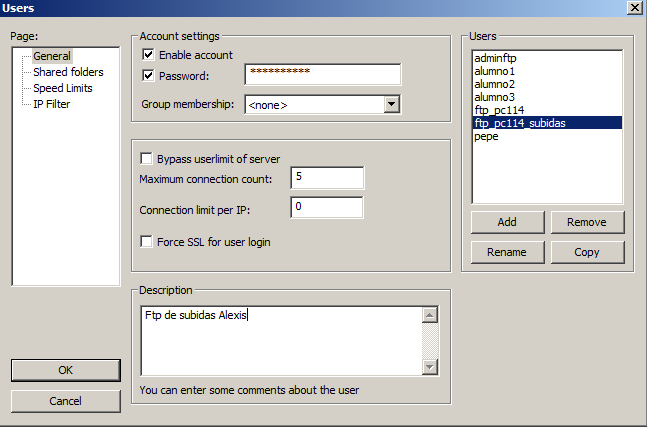 Users
Page:
General
Shared folders
Speed Limits
IP Filter
OK
Cancel
Account settings
Enable account
Password:
**********
Group membership:
<none>
Bypass userlimit of server
Maximum connection count:
5
Connection limit per IP:
0
Force SSL for user login
Description
Ftp de subidas Alexis
You can enter some comments about the user
Users
adminftp
alumno1
alumno2
alumno3
ftp_pc114
ftp_pc114_subidas
pepe
Add
Remove
Rename
Copy